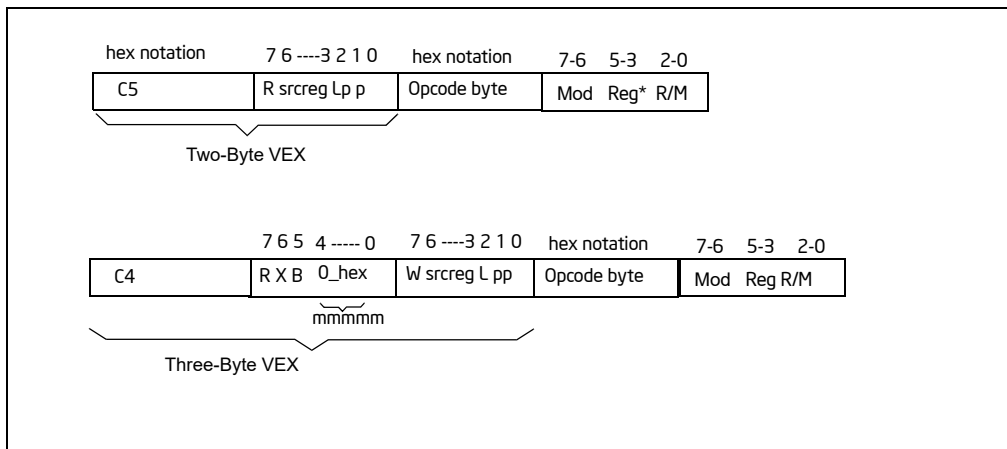 hex notation 7 6 ----3 2 1 0 hex notation 7-6 5-3 2-0
C5 R srcreg Lp p Opcode byte Mod Reg* R/M
Two-Byte VEX
7 6 5 4 ----- 0 7 6 ----3 2 1 0 hex notation 7-6 5-3 2-0
C4 R X B 0_hex W srcreg L pp Opcode byte Mod Reg R/M
mmmmm
Three-Byte VEX